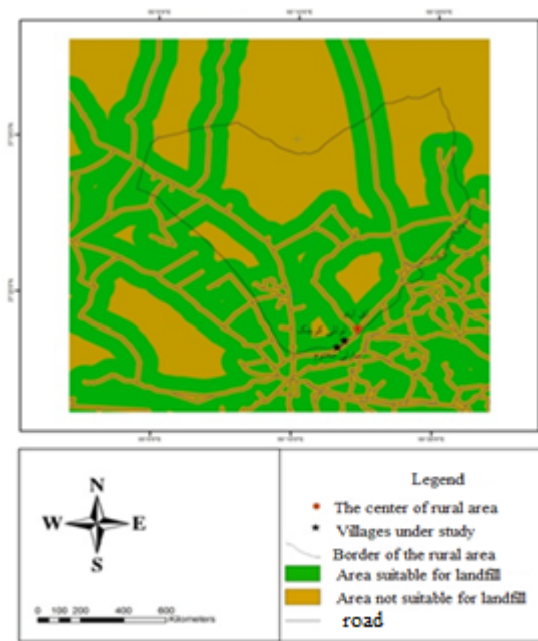 N
W E
S
0 100 200 400 600
Kilometers
Legend
The center of rural area
Villages under study
Border of the rural area
Area suitable for landfill
Area not suitable for landfill
road